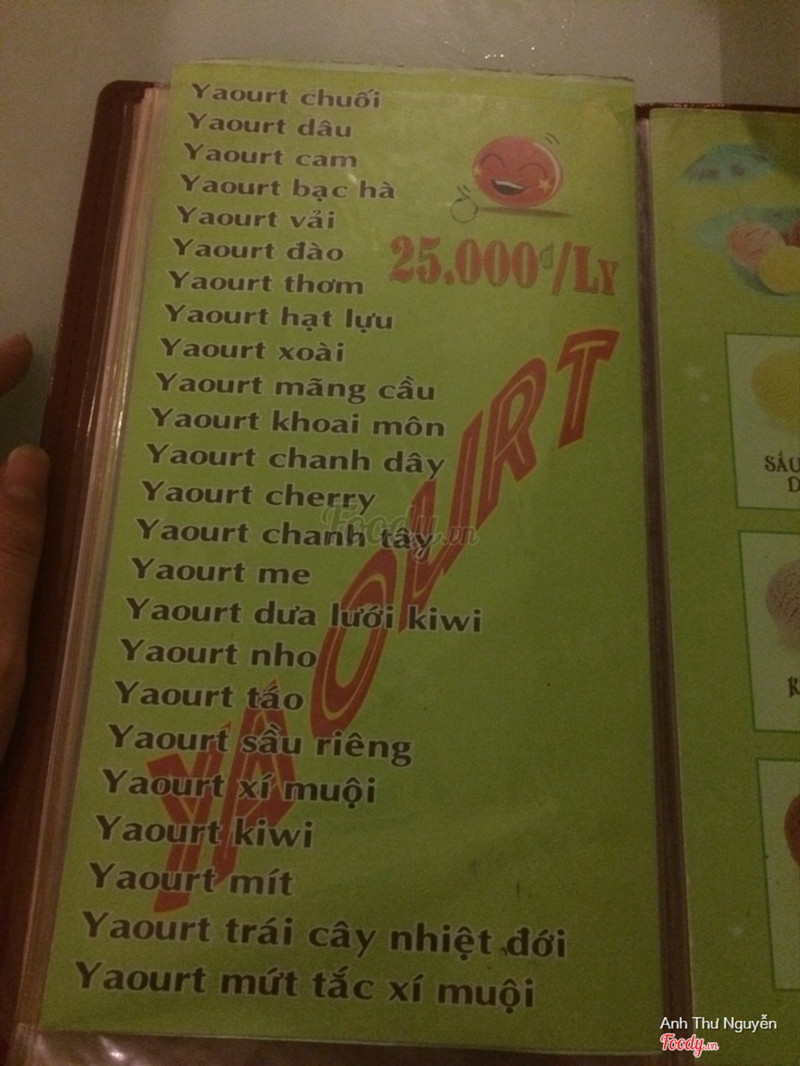 Yaourt chuối
Yaourt dâu
Yaourt cam
Yaourt bạc hà
Yaourt vải
Yaourt đào
25.000đ/LY
Yaourt thơm
Yaourt hạt lựu
Yaourt xoài
Yaourt mãng cầu
Yaourt khoai môn
Yaourt chanh dây
Yaourt cherry
Yaourt chanh tây
Yaourt me
Yaourt dưa lưới kiwi
Yaourt nho
Yaourt táo
Yaourt sầu riêng
Yaourt xí muội
Yaourt kiwi
Yaourt mít
Yaourt trái cây nhiệt đới
Yaourt mứt tắc xí muội
YAOURT
Foody.vn
SẦU
Anh Thư Nguyễn
Foody.vn